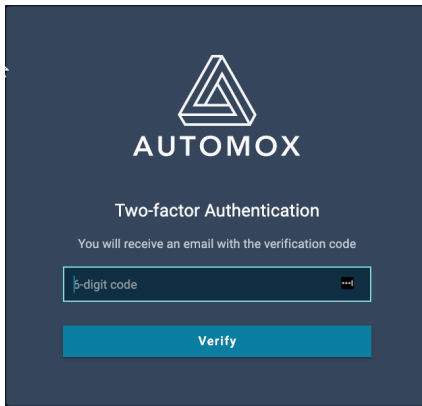 AUTOMOX
Two-factor Authentication
You will receive an email with the verification code
6-digit code
Verify